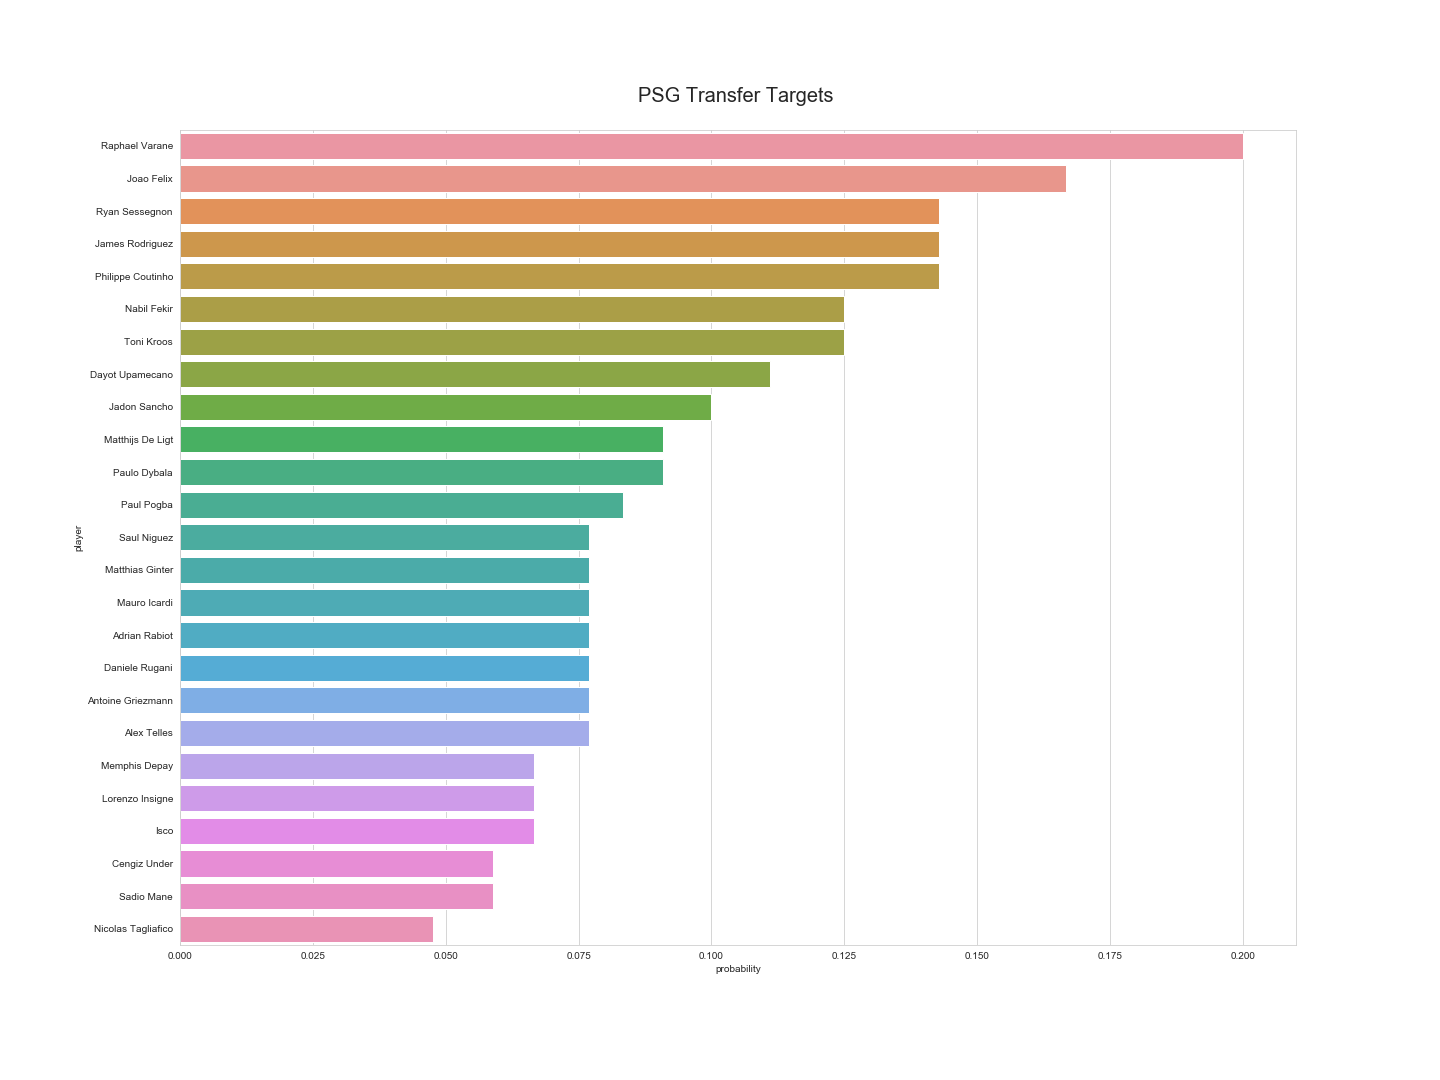 PSG Transfer Targets
Raphael Varane
Joao Felix
Ryan Sessegnon
James Rodriguez
Philippe Coutinho
Nabil Fekir
Toni Kroos
Dayot Upamecano
Jadon Sancho
Matthijs De Ligt
Paulo Dybala
Paul Pogba
player
Saul Niguez
Matthias Ginter
Mauro Icardi
Adrian Rabiot
Daniele Rugani
Antoine Griezmann
Alex Telles
Memphis Depay
Lorenzo Insigne
Isco
Cengiz Under
Sadio Mane
Nicolas Tagliafico
0.000 0.025 0.050 0.075 0.100 0.125 0.150 0.175 0.200
probability